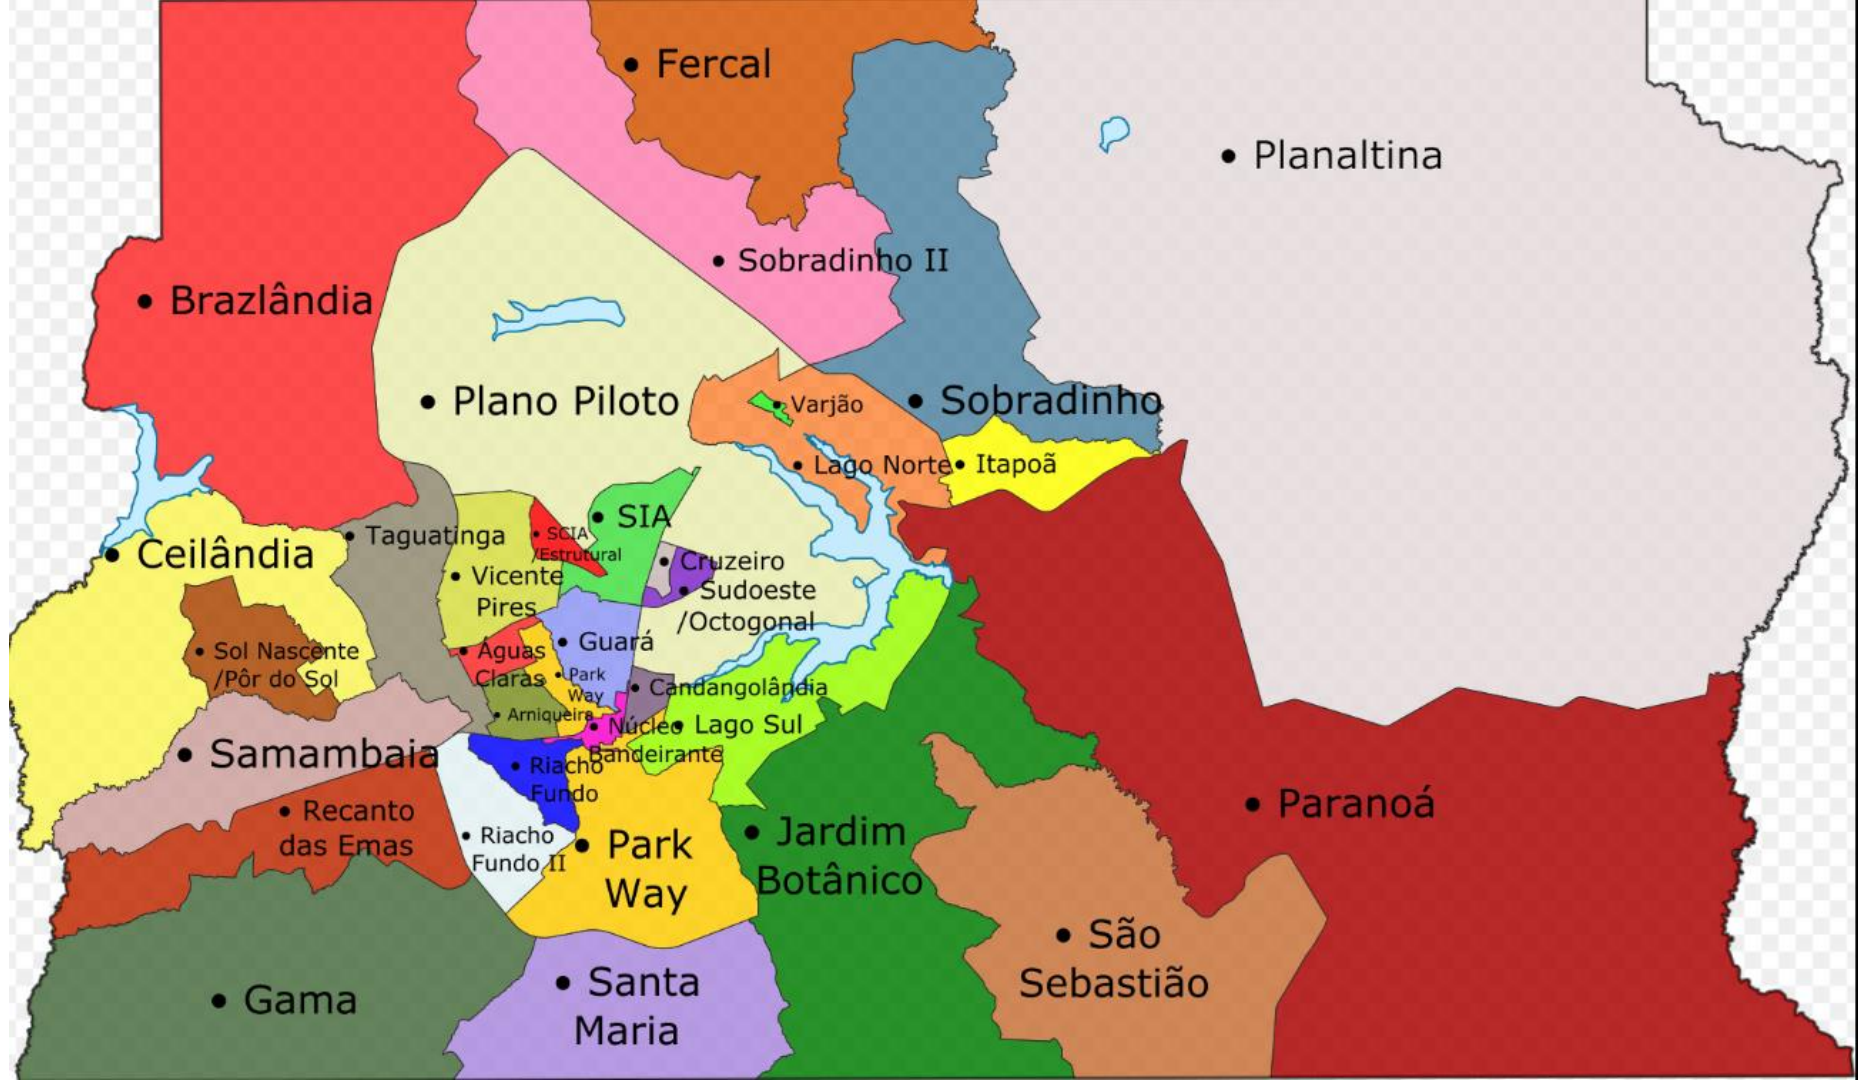 Fercal
Planaltina
Sobradinho II
Brazlândia
Plano Piloto
Varjão
Sobradinho
Lago Norte
Itapoã
SIA
Taguatinga
SCIA
/Estrutural
Ceilândia
Cruzeiro
Vicente
Pires
Sudoeste
/Octogonal
Guará
Sol Nascente
/Pôr do Sol
Águas
Claras
Park
Way
Candangolândia
Arniqueira
Núcleo
Bandeirante
Lago Sul
Samambaia
Riacho
Fundo
Recanto
das Emas
Paranoá
Riacho
Fundo II
Park
Way
Jardim
Botânico
São
Sebastião
Gama
Santa
Maria